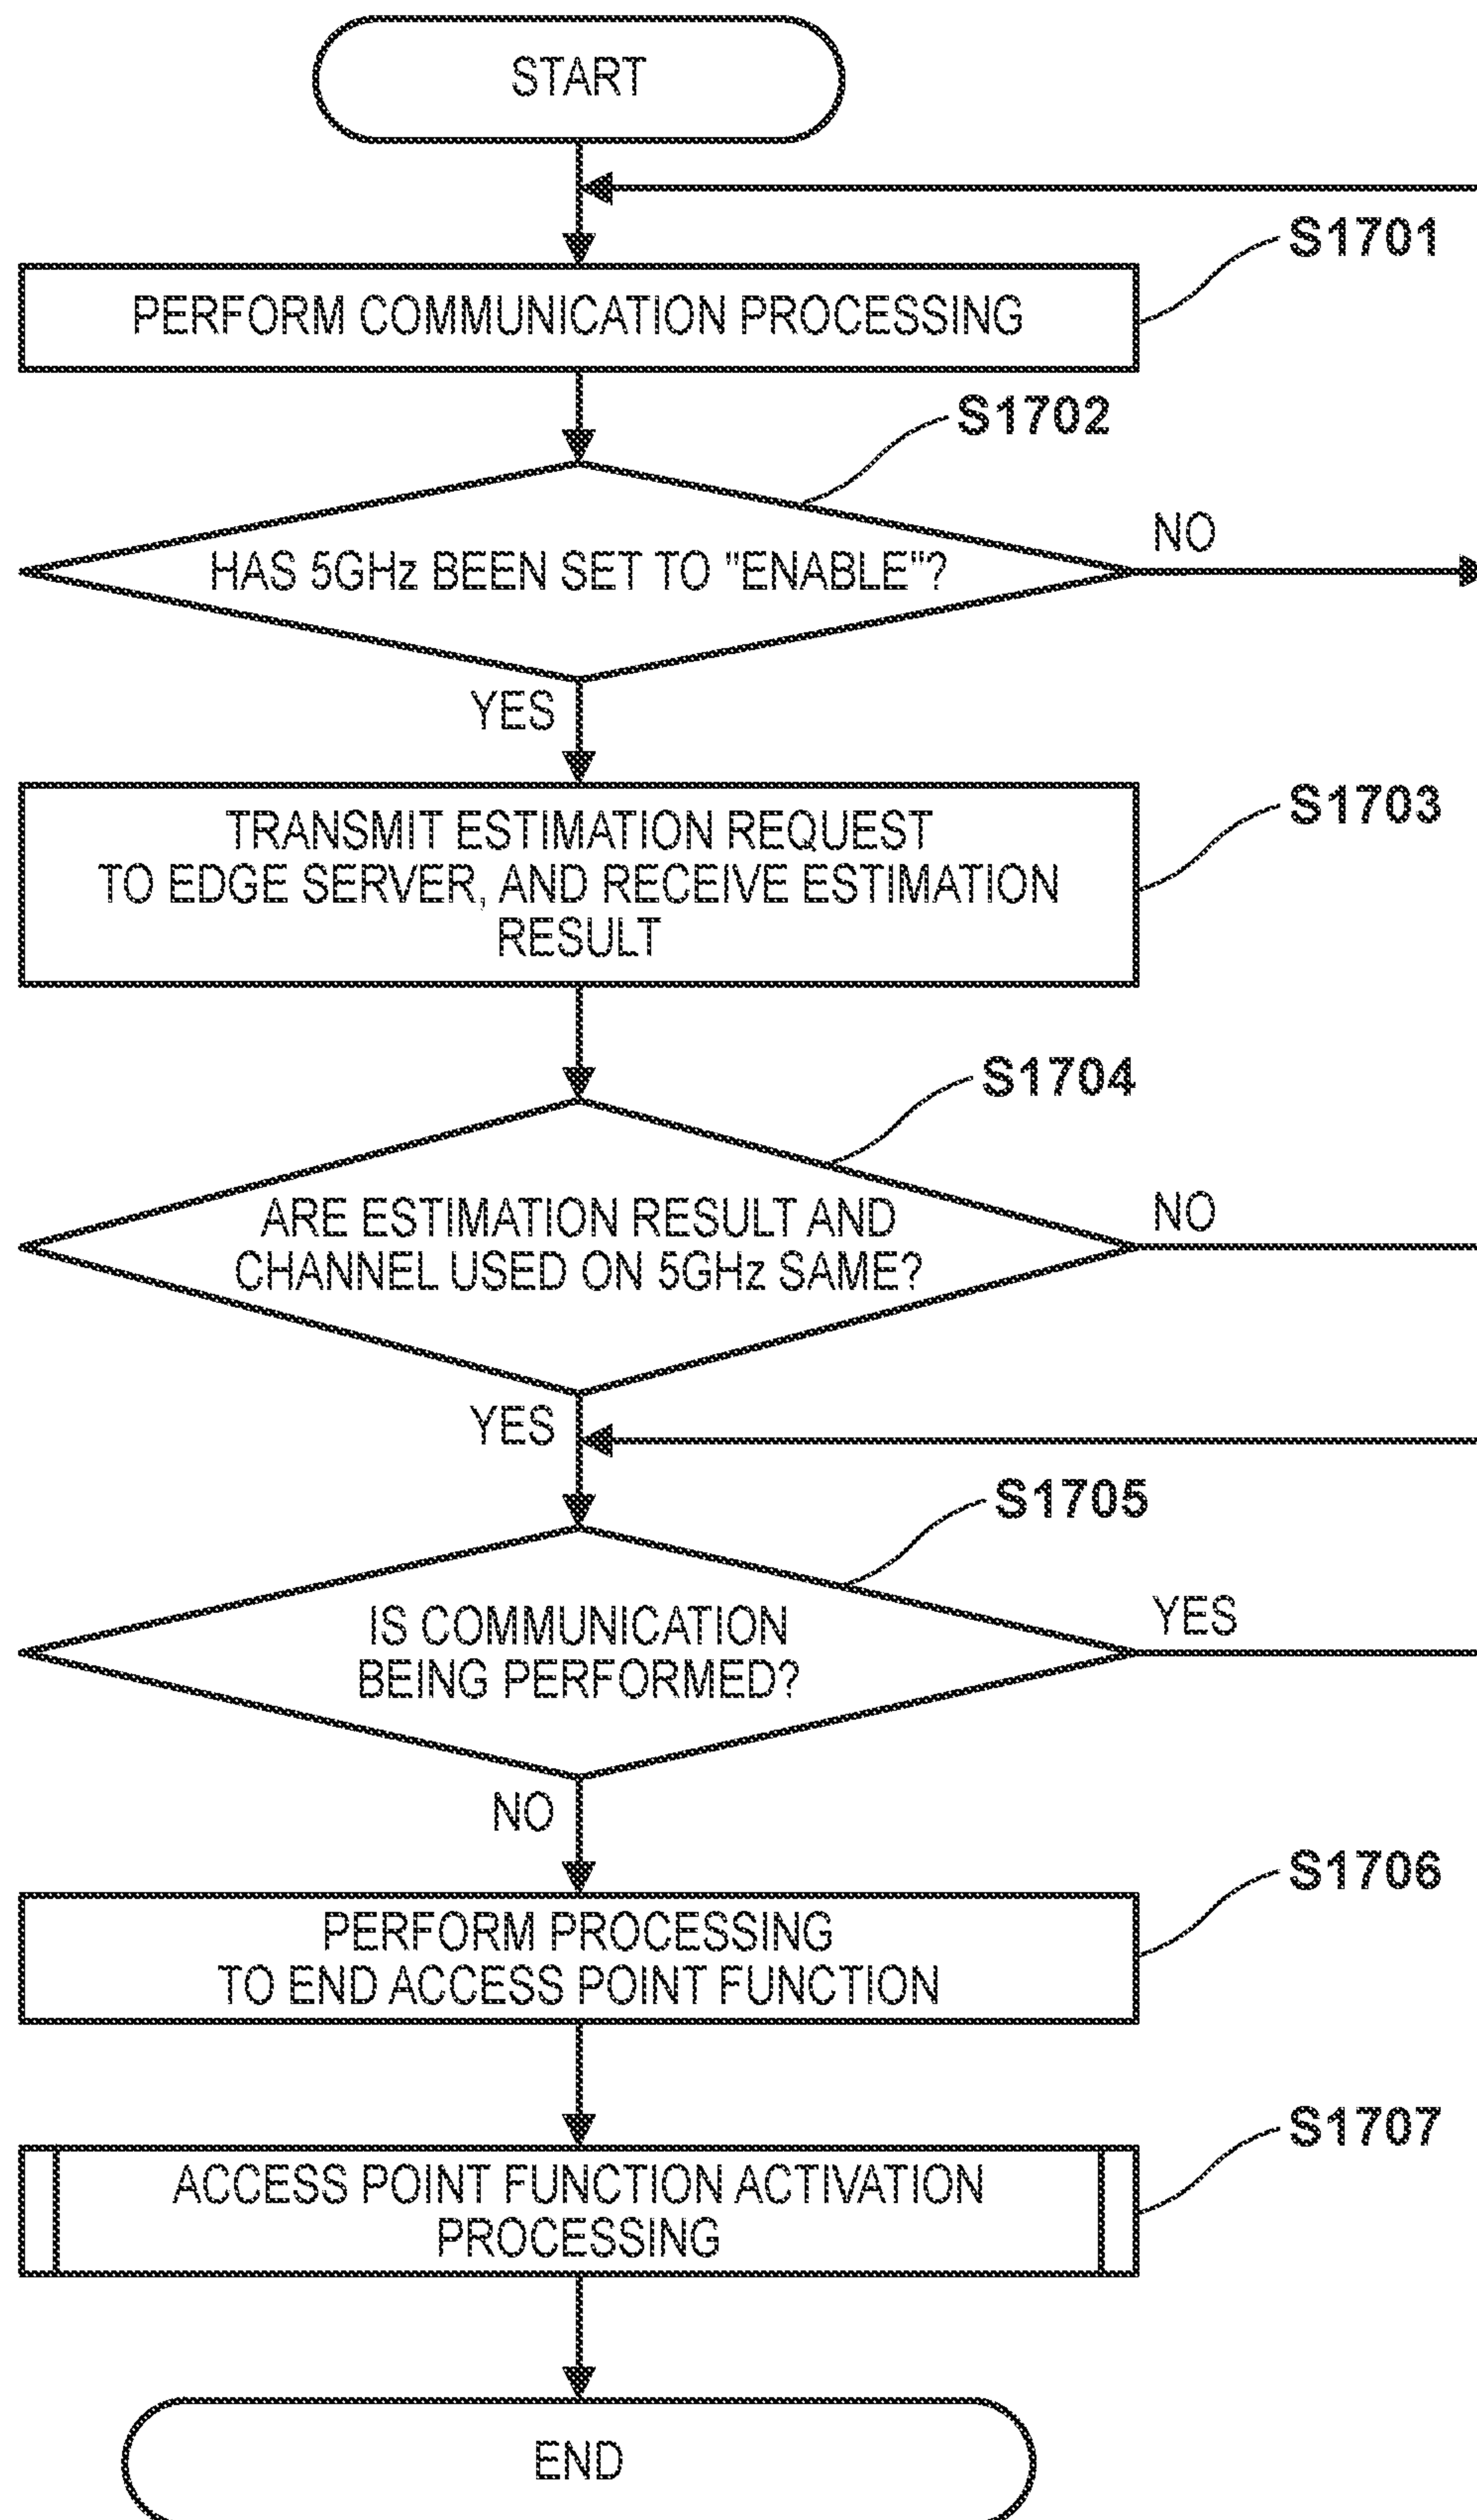 START
S1701
PERFORM COMMUNICATION PROCESSING
S1702
HAS 5GHz BEEN SET TO "ENABLE"?
NO
YES
S1703
TRANSMIT ESTIMATION REQUEST
TO EDGE SERVER, AND RECEIVE ESTIMATION
RESULT
S1704
ARE ESTIMATION RESULT AND
CHANNEL USED ON 5GHz SAME?
NO
YES
S1705
IS COMMUNICATION
BEING PERFORMED?
YES
NO
S1706
PERFORM PROCESSING
TO END ACCESS POINT FUNCTION
S1707
ACCESS POINT FUNCTION ACTIVATION
PROCESSING
END